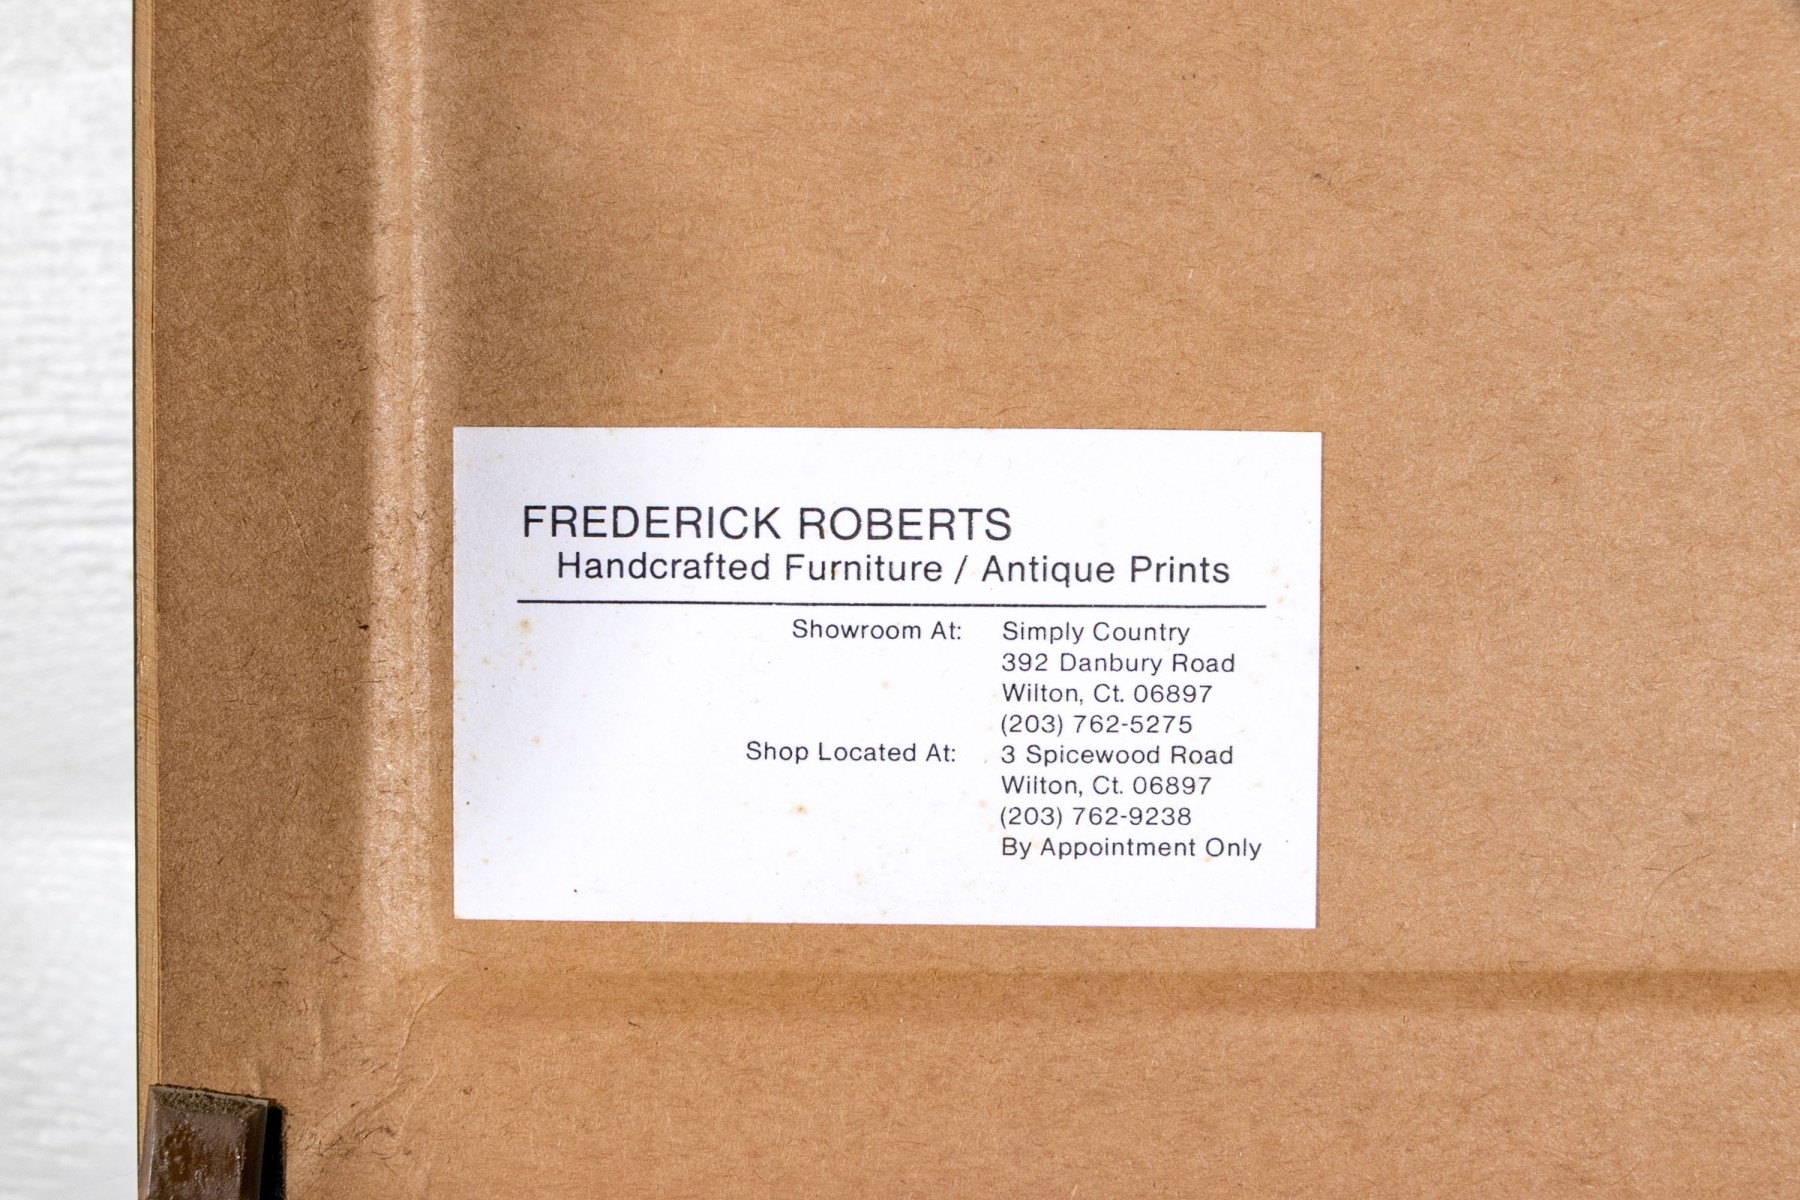 FREDERICK ROBERTS
Handcrafted Furniture / Antique Prints
Showroom At: Simply Country
392 Danbury Road
Wilton, Ct. 06897
(203) 762-5275
Shop Located At: 3 Spicewood Road
Wilton, Ct. 06897
(203) 762-9238
By Appointment Only